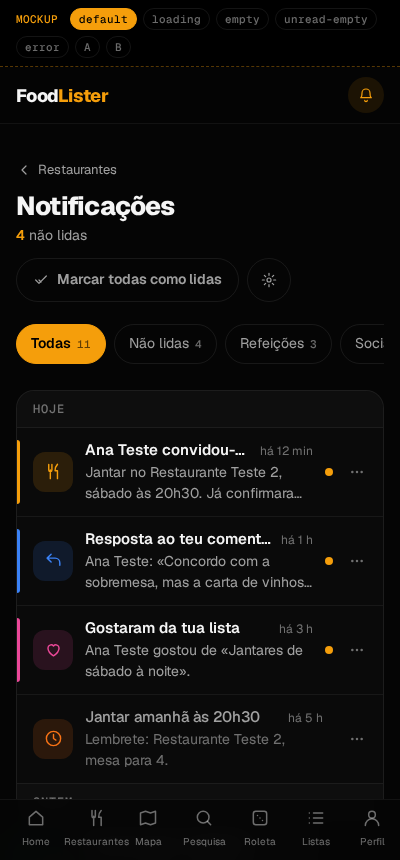 MOCKUP default loading empty unread-empty
error A B
FoodLister
Restaurantes
Notificações
4 não lidas
Marcar todas como lidas
Todas 11 Não lidas 4 Refeições 3 Soci
HOJE
Ana Teste convidou-... há 12 min
Jantar no Restaurante Teste 2,
sábado às 20h30. Já confirmara...
Resposta ao teu coment... há 1 h
Ana Teste: «Concordo com a
sobremesa, mas a carta de vinhos...
Gostaram da tua lista há 3 h
Ana Teste gostou de «Jantares de
sábado à noite».
Jantar amanhã às 20h30 há 5 h
Lembrete: Restaurante Teste 2,
mesa para 4.
Home Restaurantes Mapa Pesquisa Roleta Listas Perfil